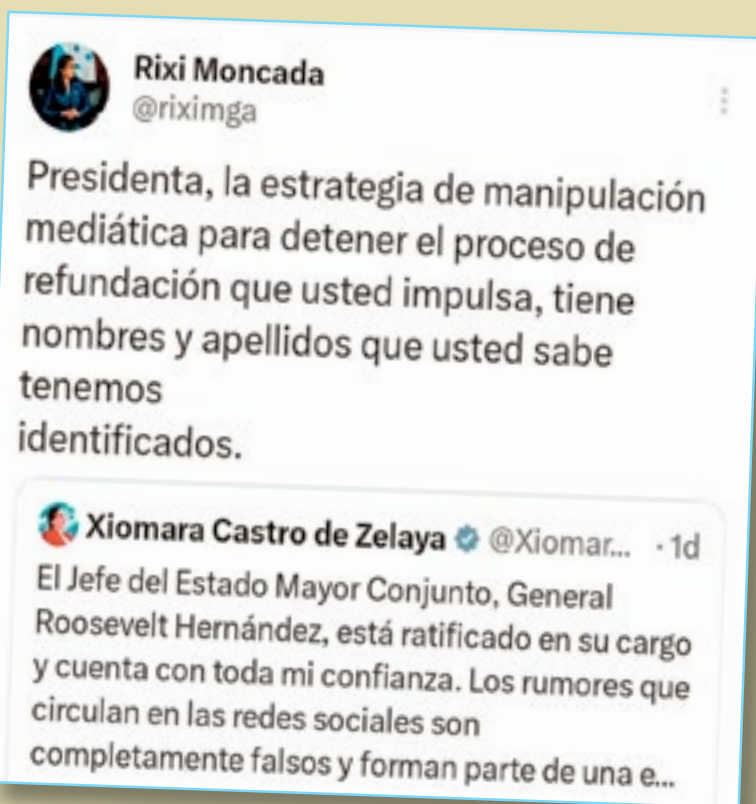 Rixi Moncada
@riximga
Presidenta, la estrategia de manipulación
mediática para detener el proceso de
refundación que usted impulsa, tiene
nombres y apellidos que usted sabe
tenemos
identificados.
Xiomara Castro de Zelaya @Xiomar... · 1d
El Jefe del Estado Mayor Conjunto, General
Roosevelt Hernández, está ratificado en su cargo
y cuenta con toda mi confianza. Los rumores que
circulan en las redes sociales son
completamente falsos y forman parte de una e...